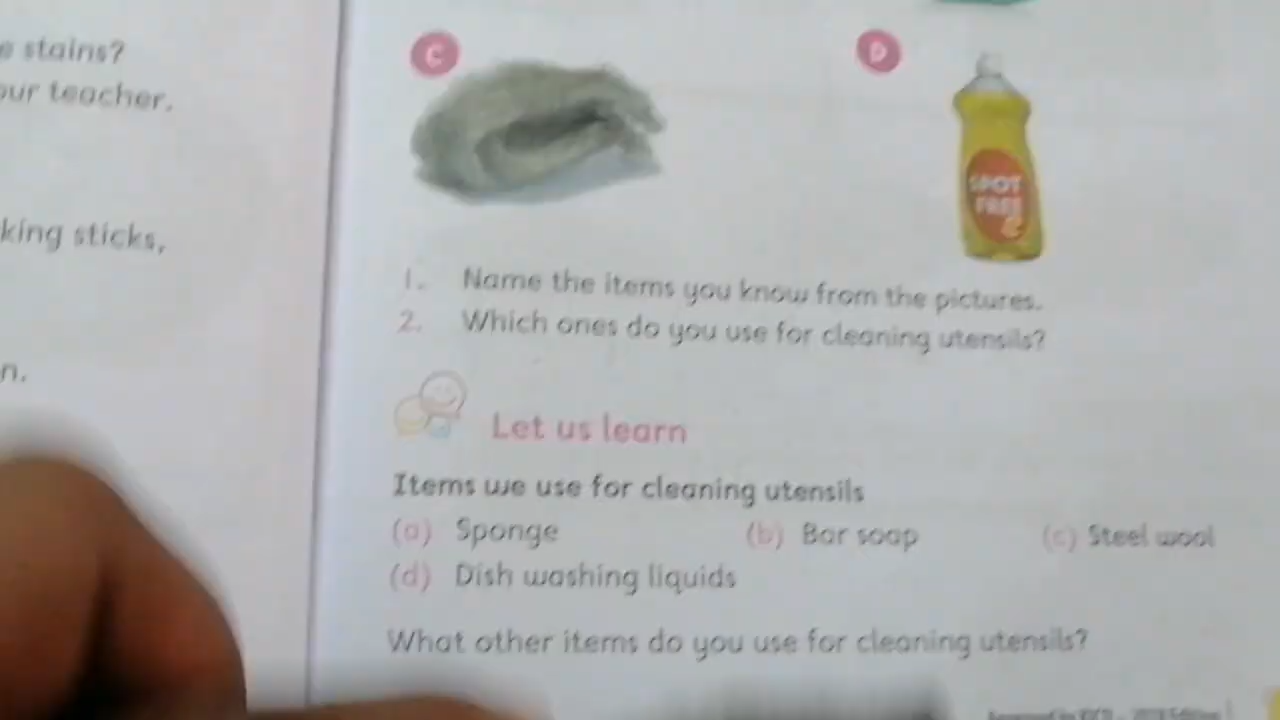 e stains?
our teacher.
king sticks,
n.
C
D
SPOT
FREE
1. Name the items you know from the pictures.
2. Which ones do you use for cleaning utensils?
Let us learn
Items we use for cleaning utensils
(a) Sponge (b) Bar soap (c) Steel wool
(d) Dish washing liquids
What other items do you use for cleaning utensils?